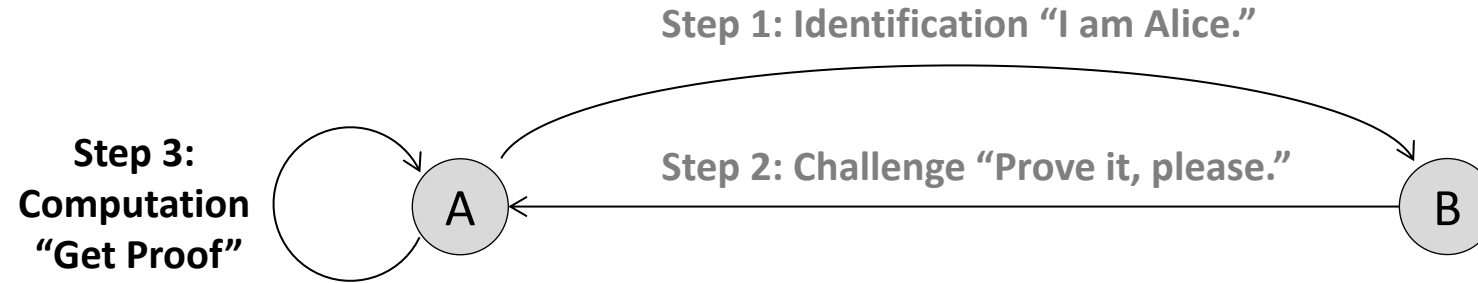 Step 1: Identification “I am Alice.”
Step 3:
Computation
“Get Proof”
Step 2: Challenge “Prove it, please.”
A
B